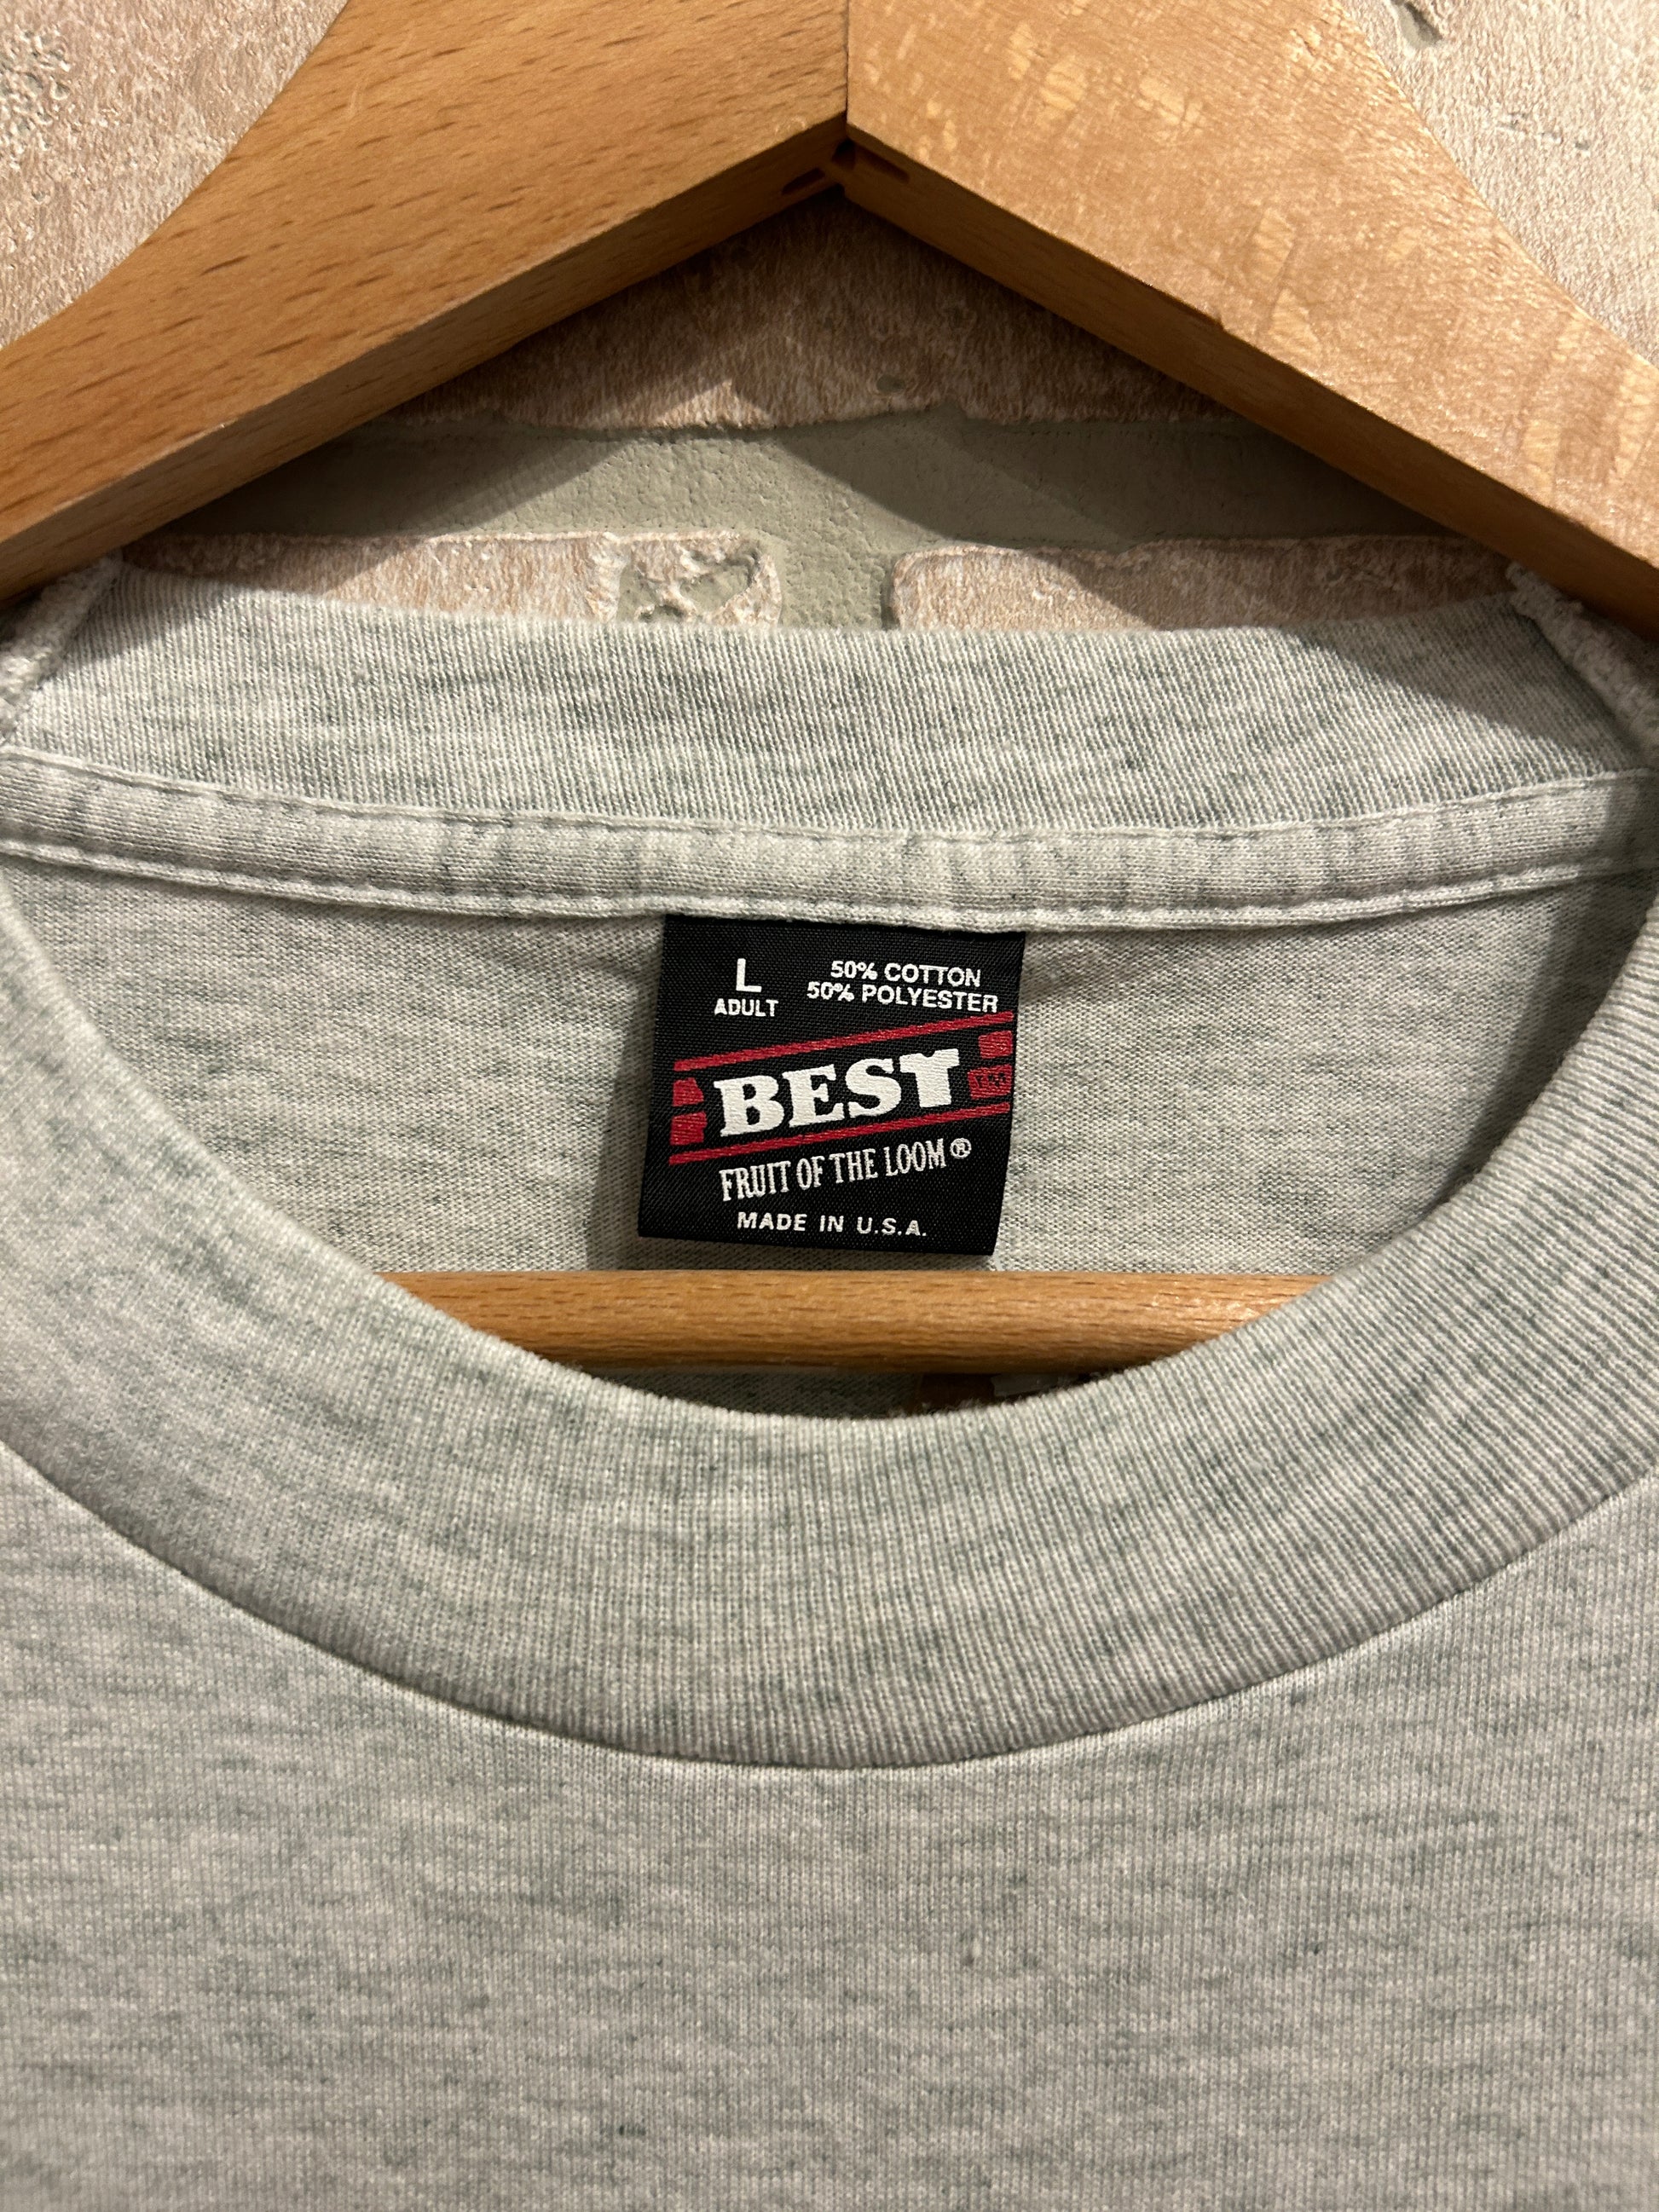 L
ADULT
50% COTTON
50% POLYESTER
BEST
FRUIT OF THE LOOM®
MADE IN U.S.A.